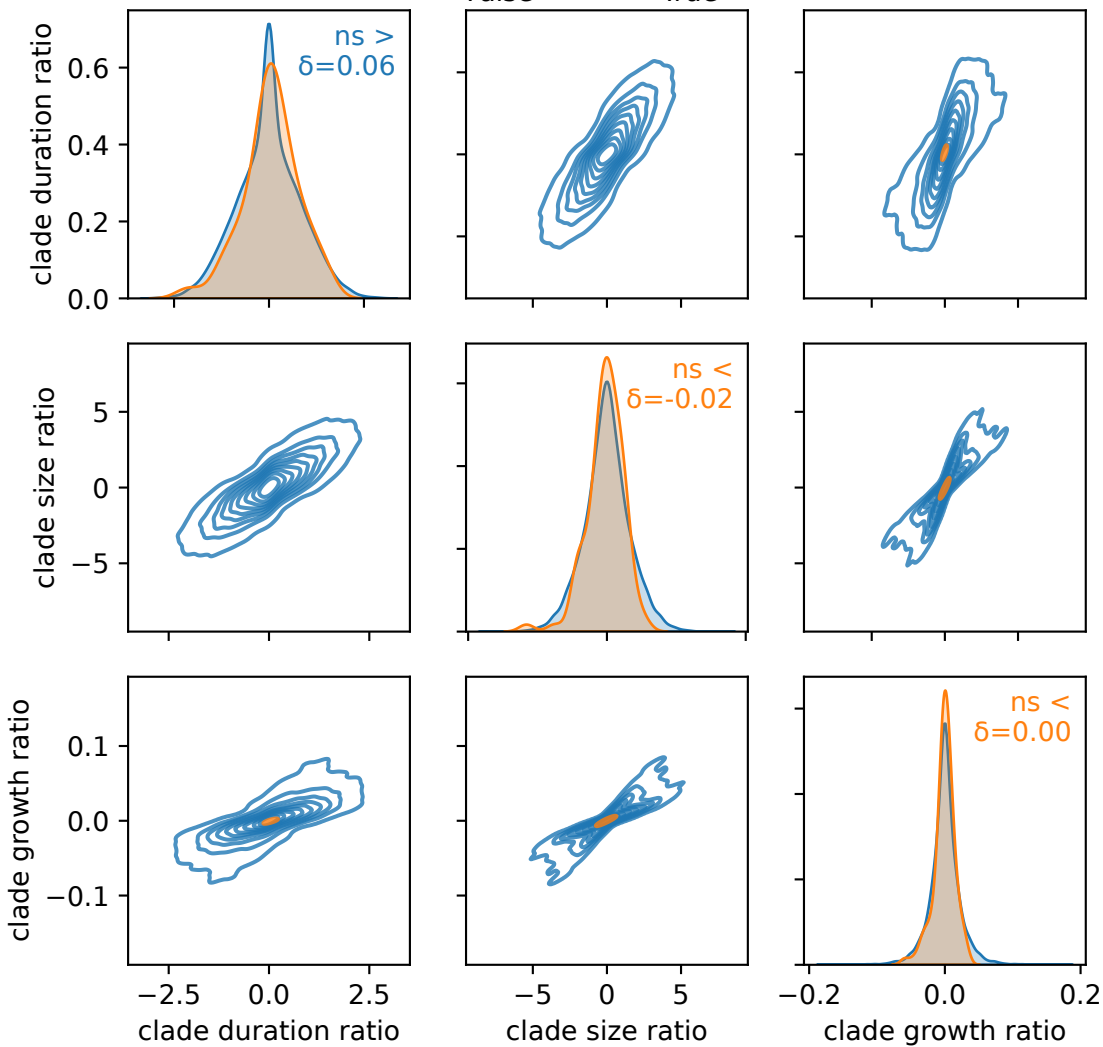 clade duration ratio
0.6
0.4
0.2
0.0
ns >
δ=0.06
clade size ratio
5
0
−5
ns <
δ=-0.02
clade growth ratio
0.1
0.0
−0.1
ns <
δ=0.00
−2.5 0.0 2.5
−5 0 5
−0.2 0.0 0.2
clade duration ratio
clade size ratio
clade growth ratio